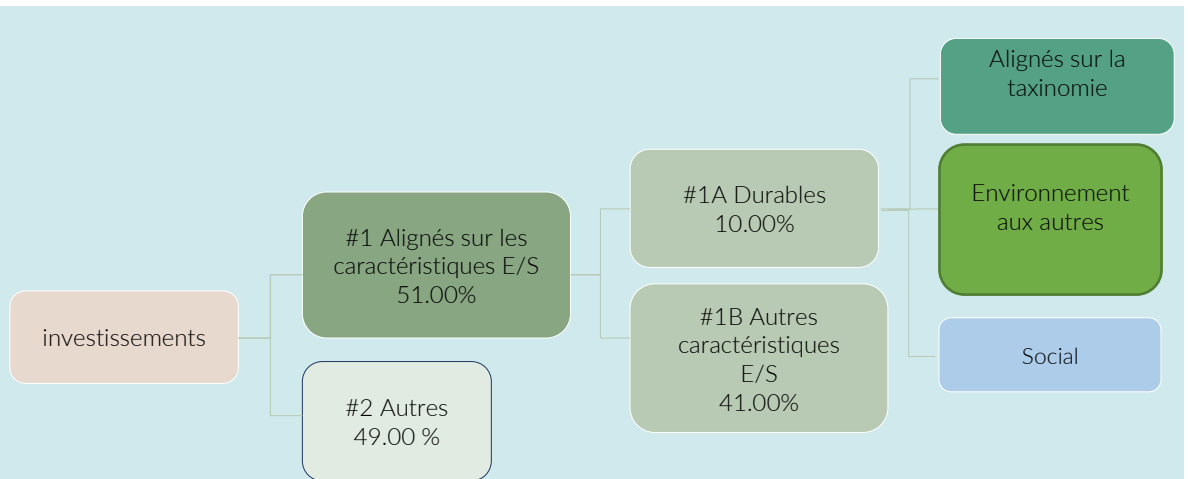 investissements
#1 Alignés sur les
caractéristiques E/S
51.00%
#2 Autres
49.00 %
#1A Durables
10.00%
#1B Autres
caractéristiques
E/S
41.00%
Alignés sur la
taxinomie
Environnement
aux autres
Social